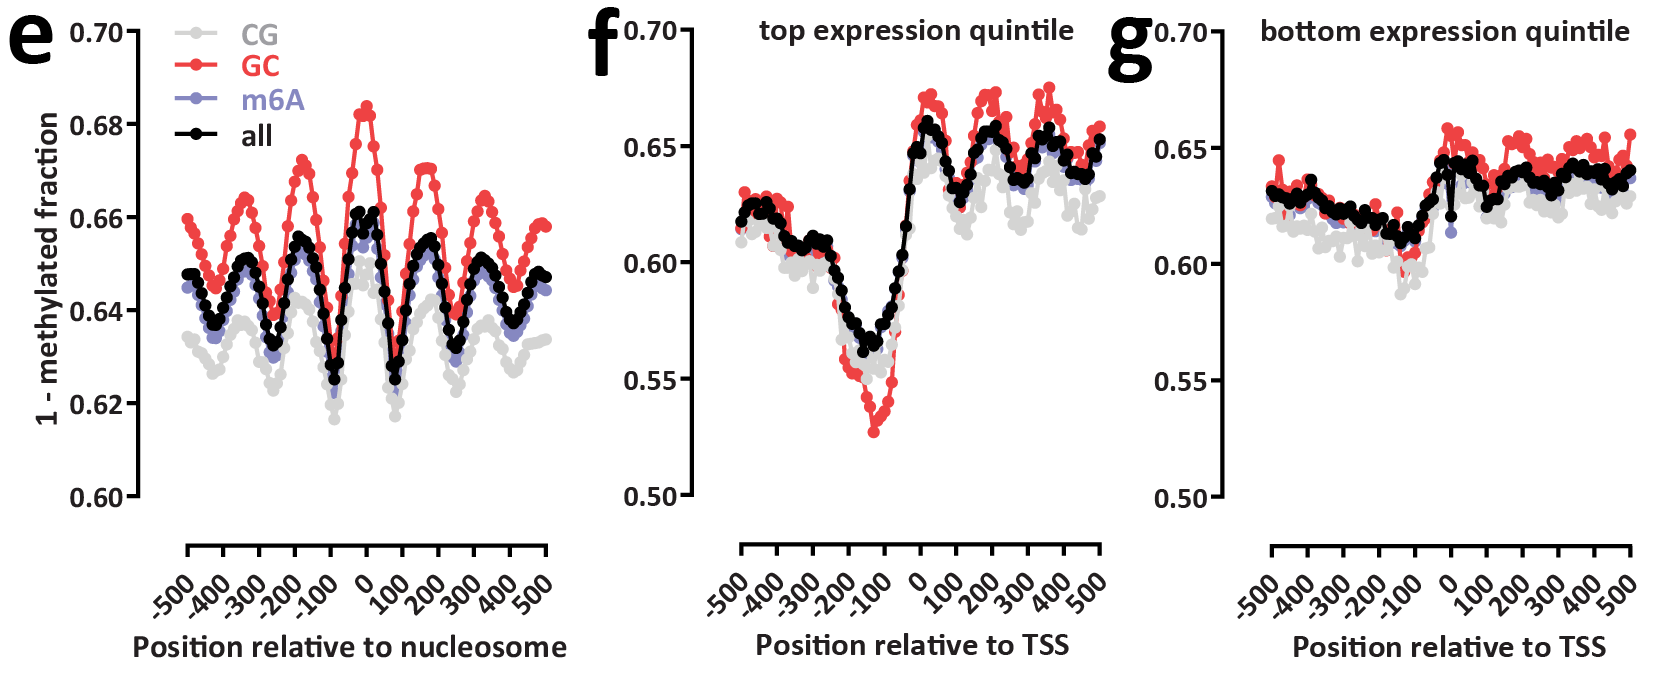 e
0.70
0.68
0.66
0.64
0.62
0.60
1 - methylated fraction
CG
GC
m6A
all
-500 -400 -300 -200 -100 0 100 200 300 400 500
Position relative to nucleosome
f
0.70
0.65
0.60
0.55
0.50
top expression quintile
-500 -400 -300 -200 -100 0 100 200 300 400 500
Position relative to TSS
g
0.70
0.65
0.60
0.55
0.50
bottom expression quintile
-500 -400 -300 -200 -100 0 100 200 300 400 500
Position relative to TSS